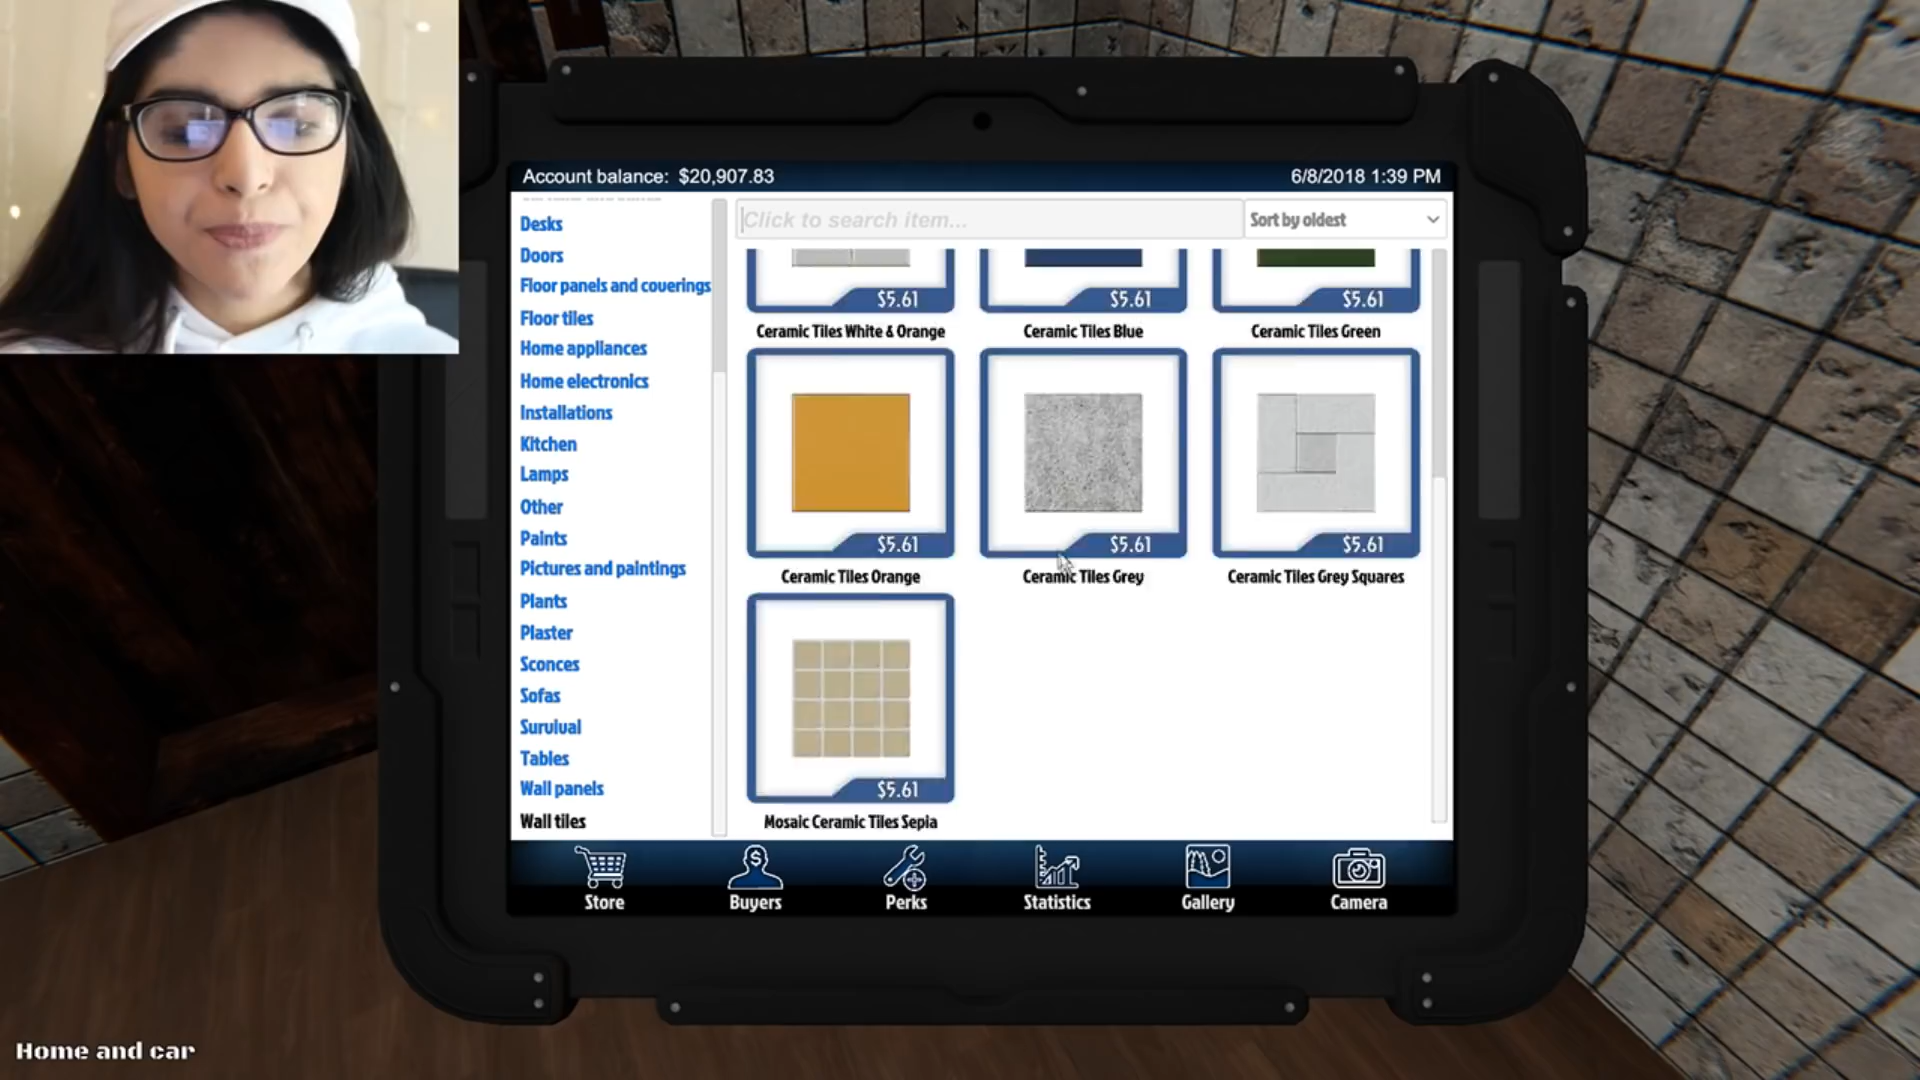 Account balance: $20,907.83
6/8/2018 1:39 PM
Click to search item...
Sort by oldest
Desks
Doors
Floor panels and coverings
Floor tiles
Home appliances
Home electronics
Installations
Kitchen
Lamps
Other
Paints
Pictures and paintings
Plants
Plaster
Sconces
Sofas
Survival
Tables
Wall panels
Wall tiles
$5.61
$5.61
$5.61
Ceramic Tiles White & Orange
Ceramic Tiles Blue
Ceramic Tiles Green
$5.61
$5.61
$5.61
Ceramic Tiles Orange
Ceramic Tiles Grey
Ceramic Tiles Grey Squares
$5.61
Mosaic Ceramic Tiles Sepia
Store
Buyers
Perks
Statistics
Gallery
Camera
Home and car